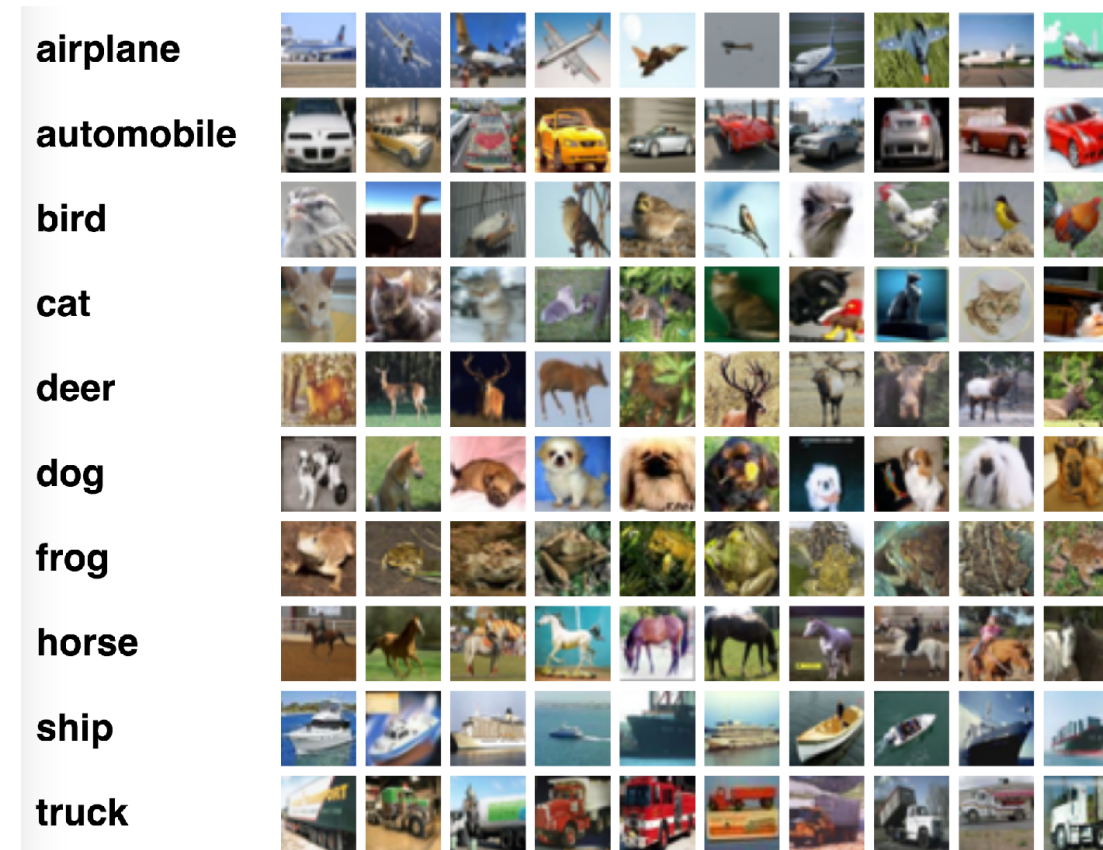 airplane
automobile
bird
cat
deer
dog
frog
horse
ship
truck